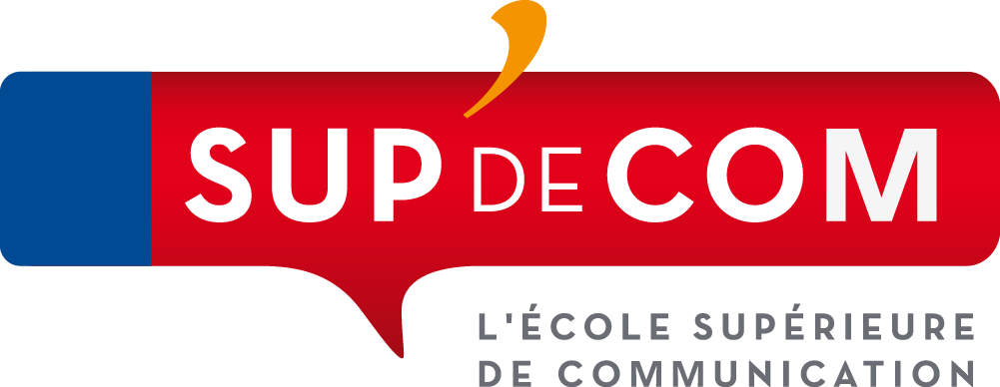 SUP'DECOM
L'ÉCOLE SUPÉRIEURE
DE COMMUNICATION